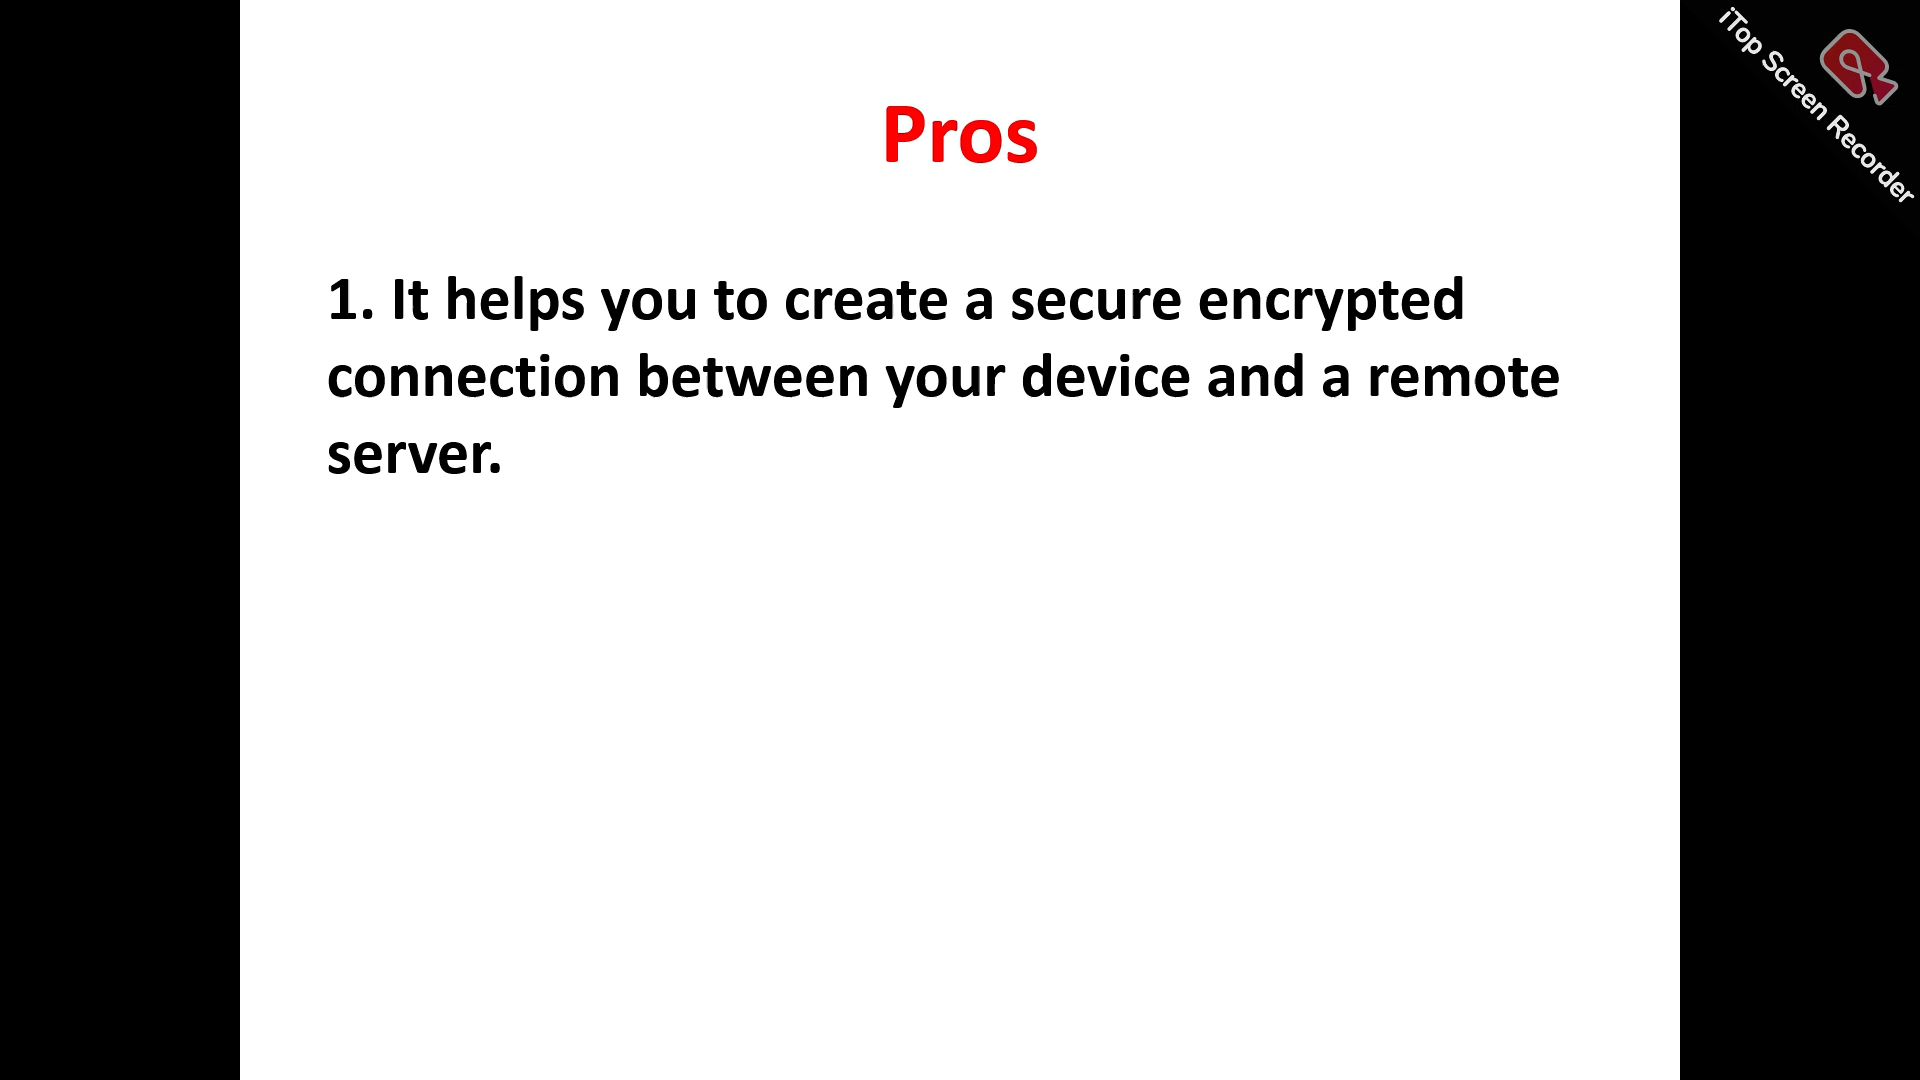 Pros
1. It helps you to create a secure encrypted
connection between your device and a remote
server.
iTop Screen Recorder